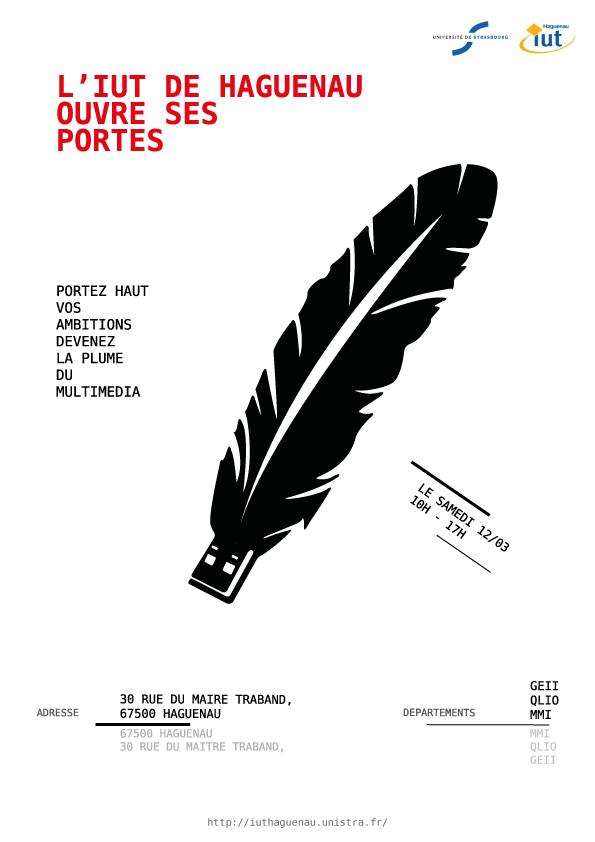 UNIVERSITÉ DE STRASBOURG
Haguenau
iut
L’IUT DE HAGUENAU
OUVRE SES
PORTES
PORTEZ HAUT
VOS
AMBITIONS
DEVENEZ
LA PLUME
DU
MULTIMEDIA
LE SAMEDI 12/03
10H - 17H
ADRESSE
30 RUE DU MAIRE TRABAND,
67500 HAGUENAU
67500 HAGUENAU
30 RUE DU MAITRE TRABAND,
DEPARTEMENTS
GEII
QLIO
MMI
MMI
QLIO
GEII
http://iuthaguenau.unistra.fr/